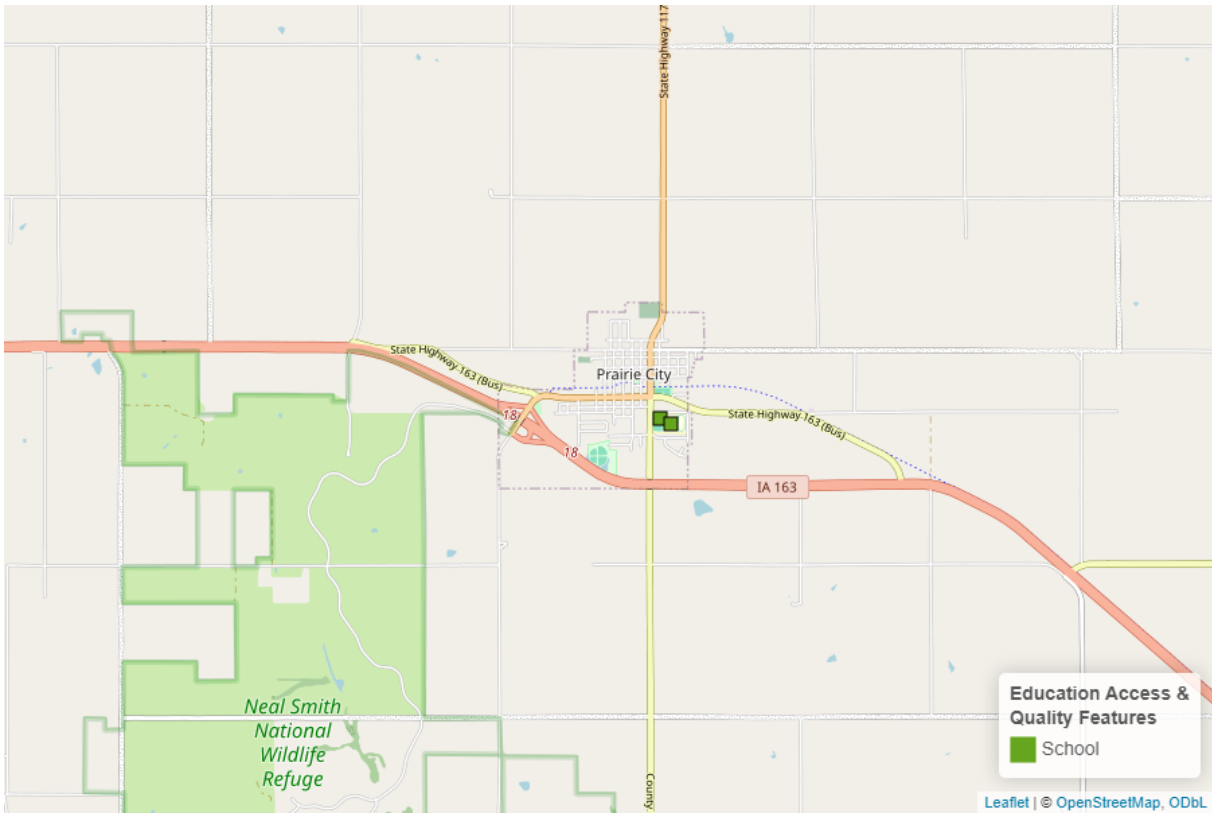 State Highway 117
State Highway 163 (Bus)
Prairie City
18
State Highway 163 (Bus)
18
IA 163
Neal Smith
National
Wildlife
Refuge
County
Education Access &
Quality Features
School
Leaflet | © OpenStreetMap, ODbL